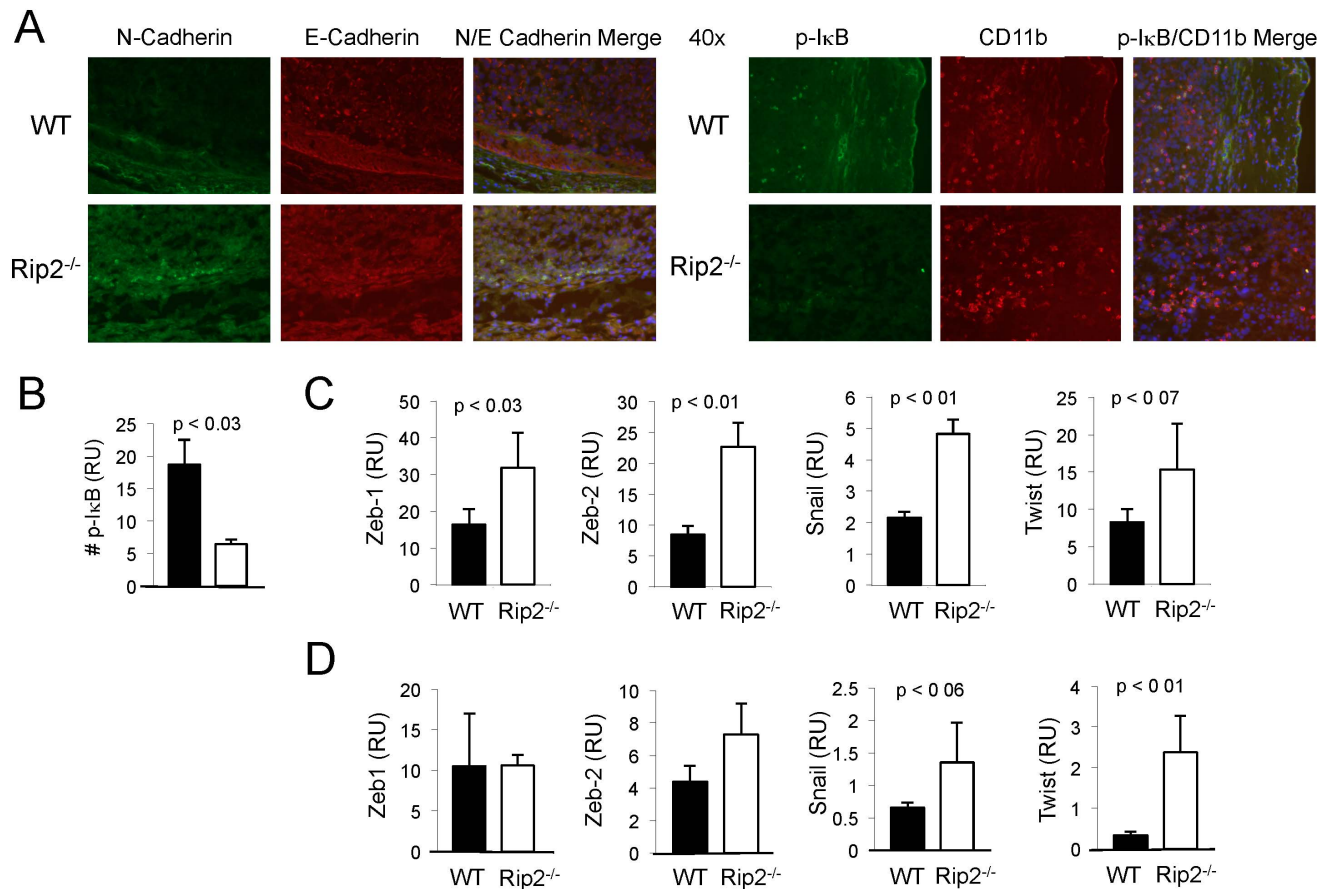 A
N-Cadherin E-Cadherin N/E Cadherin Merge 40x p-IκB CD11b p-IκB/CD11b Merge
WT
WT
Rip2-/-
Rip2-/-
B
# p-IκB (RU)
25
20
15
10
5
0
p < 0.03
C
Zeb-1 (RU)
50
40
30
20
10
0
p < 0.03
WT Rip2-/-
Zeb-2 (RU)
30
25
20
15
10
5
0
p < 0.01
WT Rip2-/-
Snail (RU)
6
5
4
3
2
1
0
p < 0 01
WT Rip2-/-
Twist (RU)
25
20
15
10
5
0
p < 0 07
WT Rip2-/-
D
Zeb1 (RU)
20
15
10
5
0
WT Rip2-/-
Zeb-2 (RU)
10
8
6
4
2
0
WT Rip2-/-
Snail (RU)
2.5
2
1.5
1
0.5
0
p < 0 06
WT Rip2-/-
Twist (RU)
4
3
2
1
0
p < 0 01
WT Rip2-/-